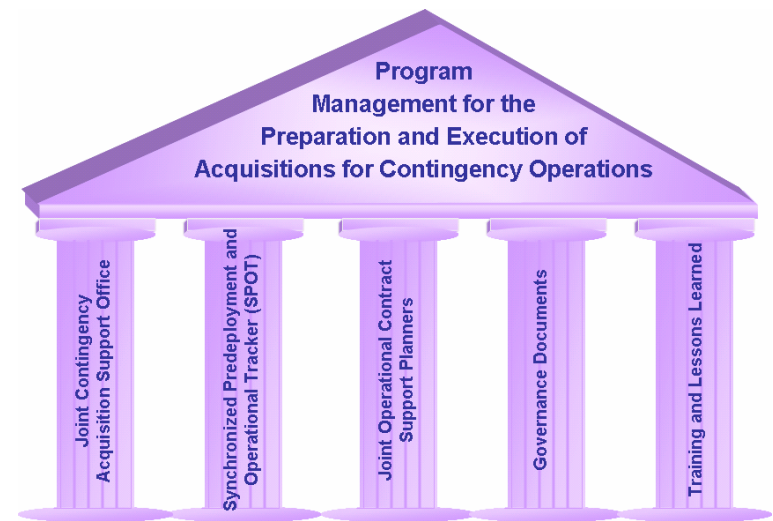 Program
Management for the
Preparation and Execution of
Acquisitions for Contingency Operations
Joint Contingency
Acquisition Support Office
Synchronized Predeployment and
Operational Tracker (SPOT)
Joint Operational Contract
Support Planners
Governance Documents
Training and Lessons Learned